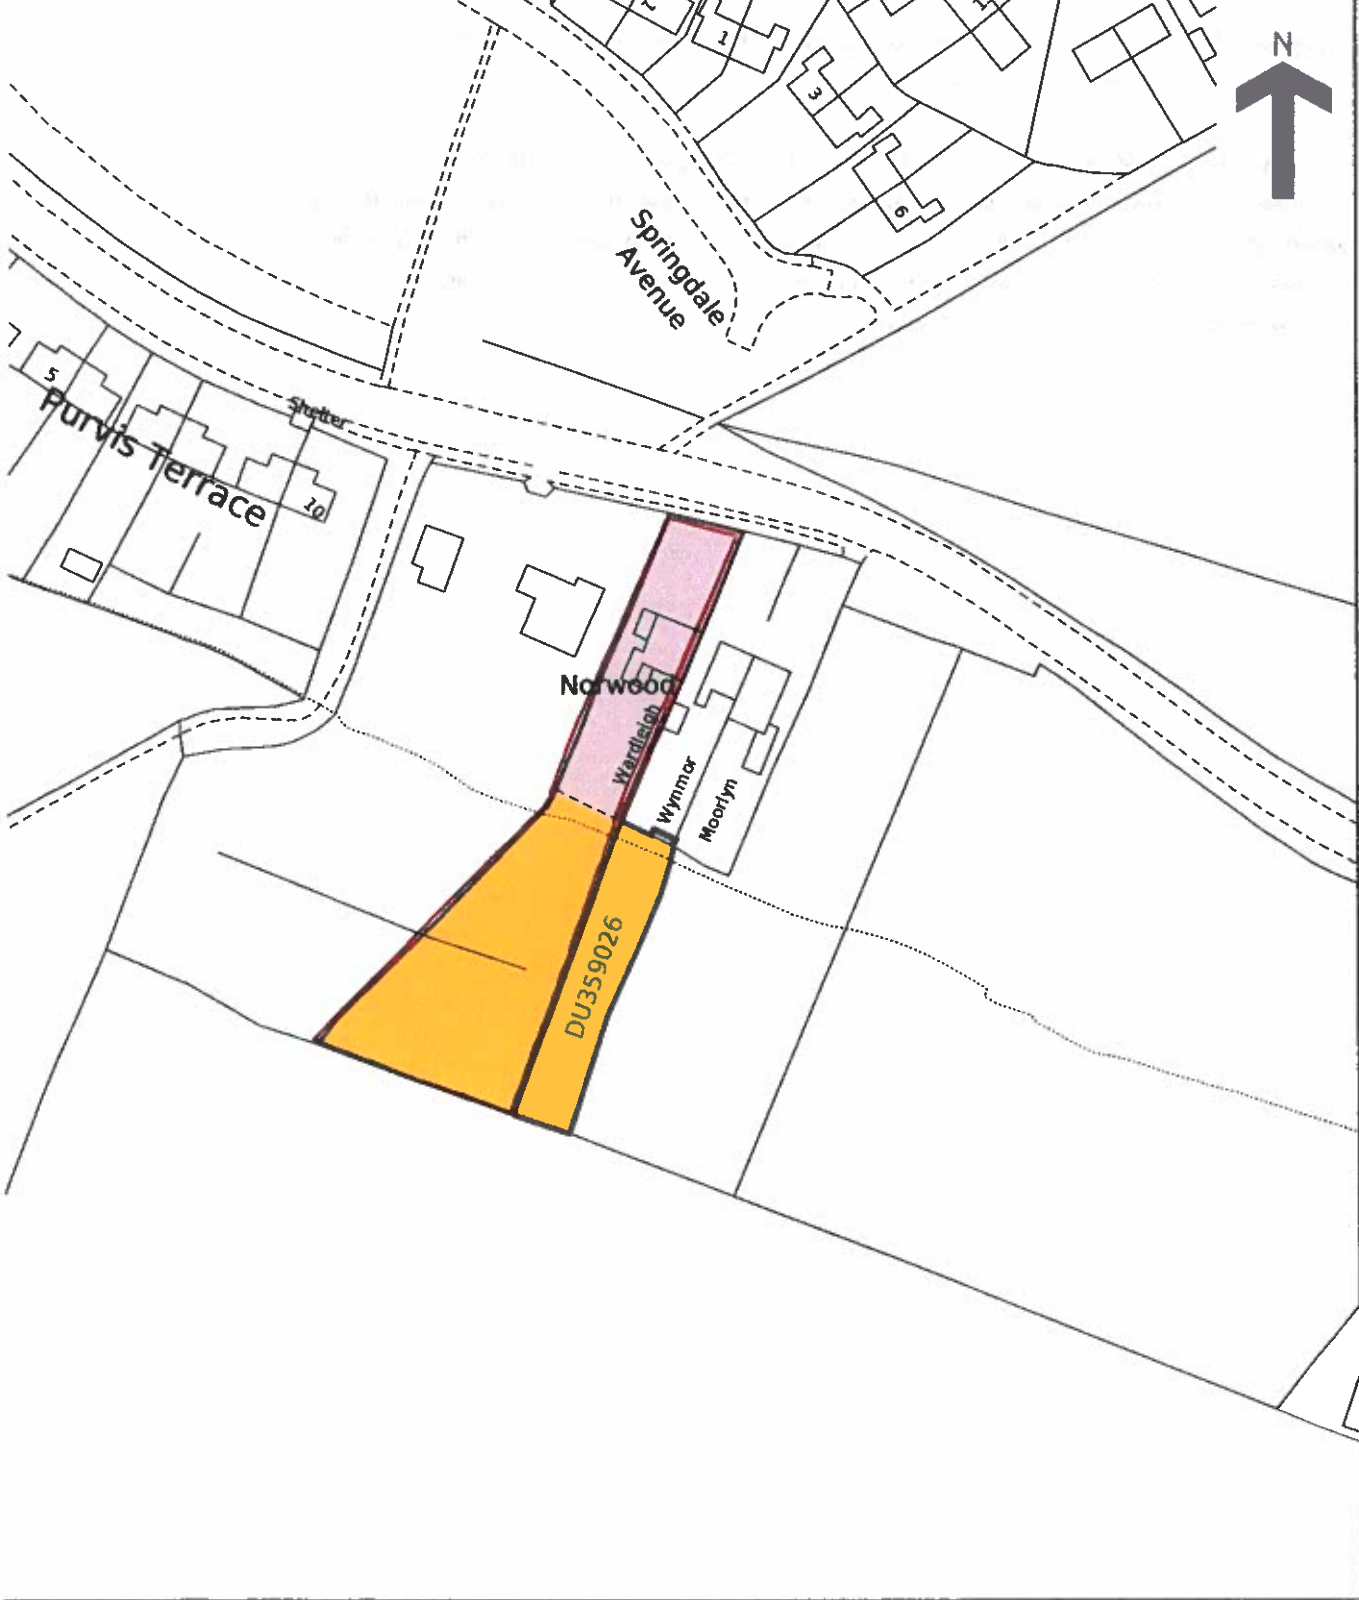 N
1
3
6
Springdale
Avenue
5
Purvis Terrace
Shelter
10
Norwood
Wardleigh
Wynmor
Moorlyn
DU359026